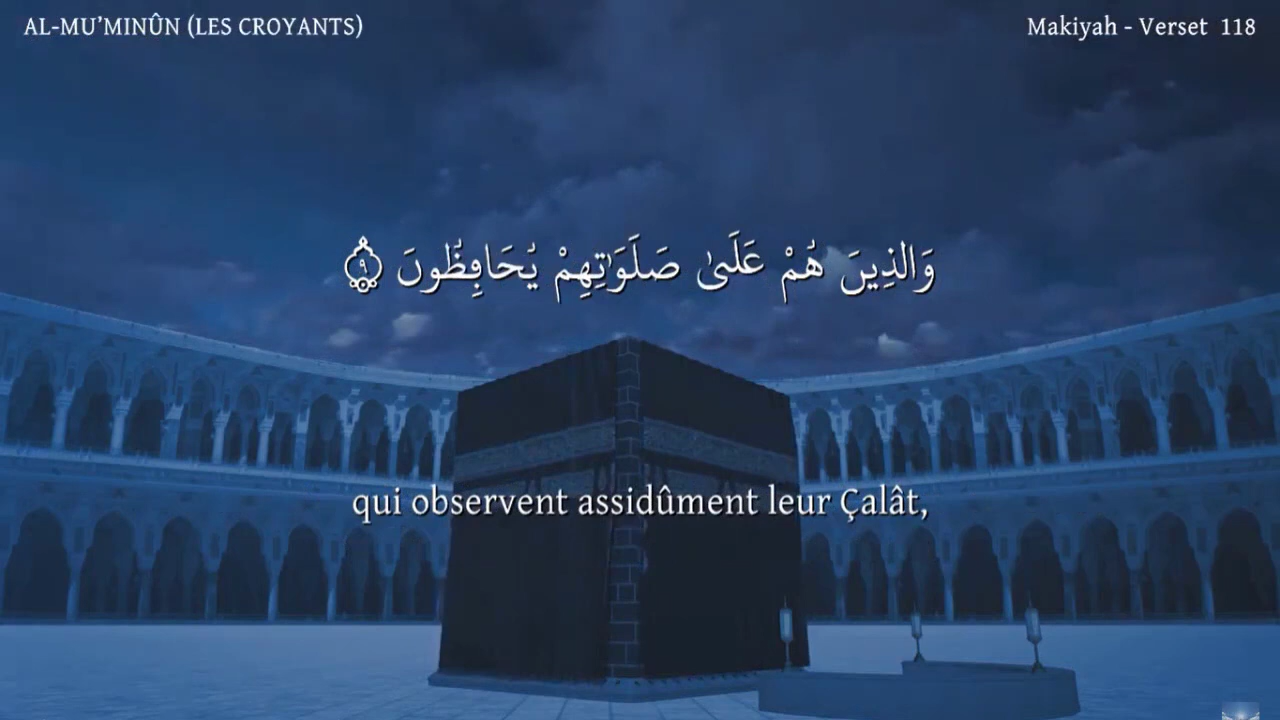 AL-MU’MINÛN (LES CROYANTS)
Makiyah - Verset 118
وَالَّذِينَ هُمْ عَلَىٰ صَلَوَٰتِهِمْ يُحَافِظُونَ ۝٩
qui observent assidûment leur Çalât,